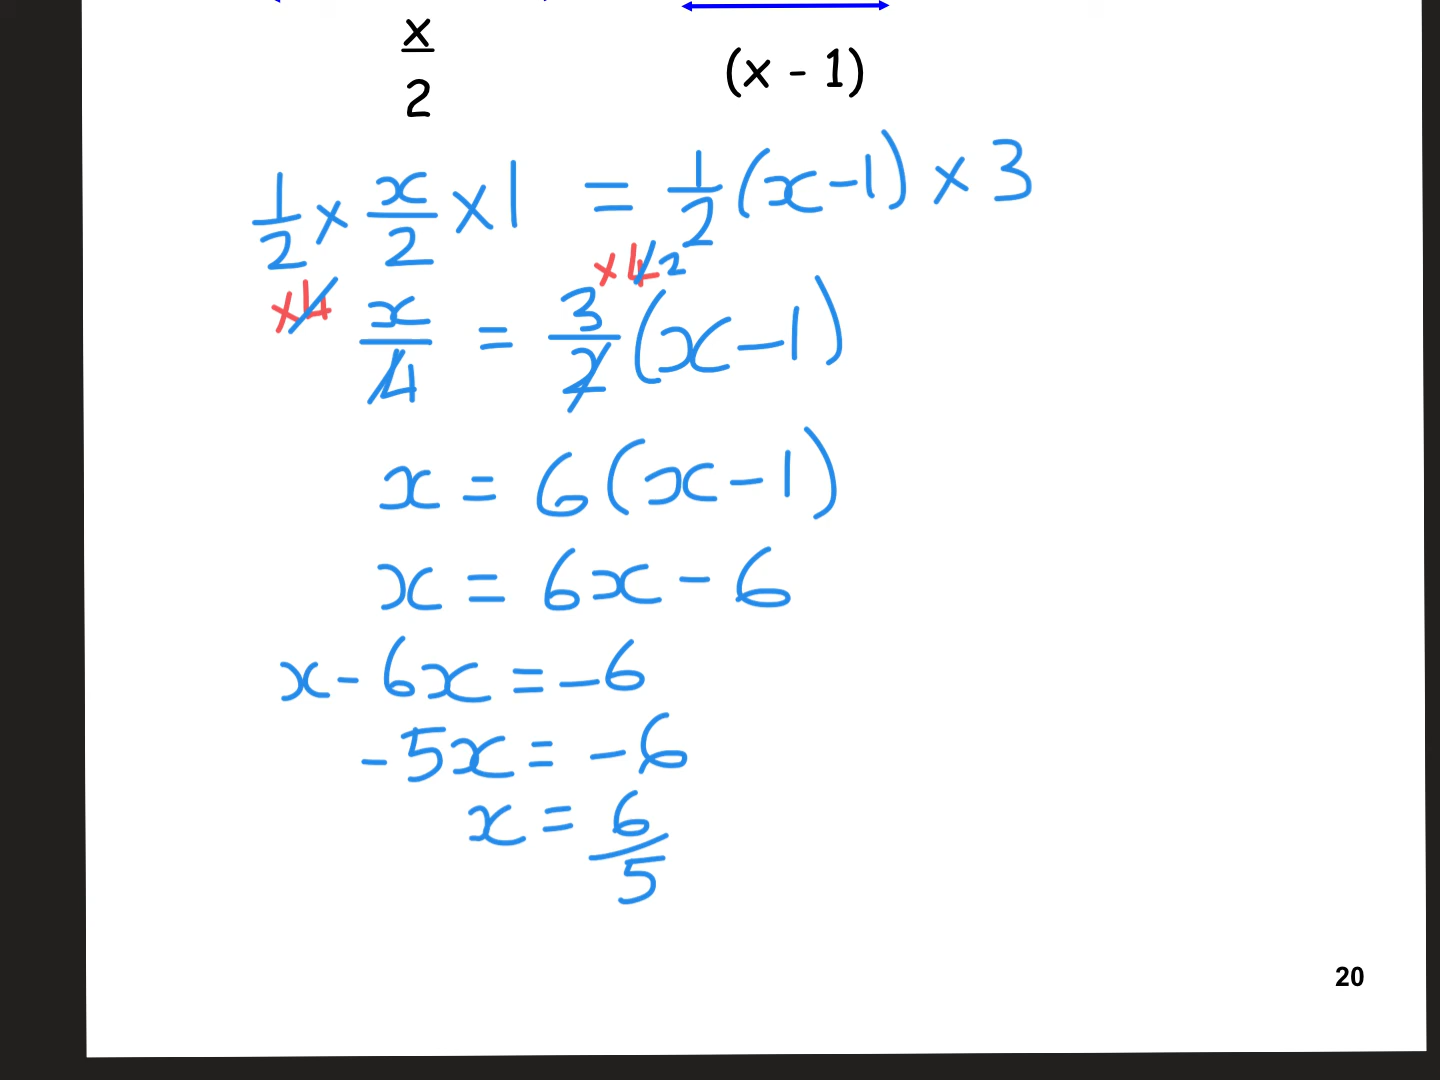 x/2 (x - 1)
1/2 × x/2 × 1 = 1/2 (x - 1) × 3
×4 ×4 2
x/4 = 3/2 (x - 1)
x = 6(x - 1)
x = 6x - 6
x - 6x = -6
-5x = -6
x = 6/5
20